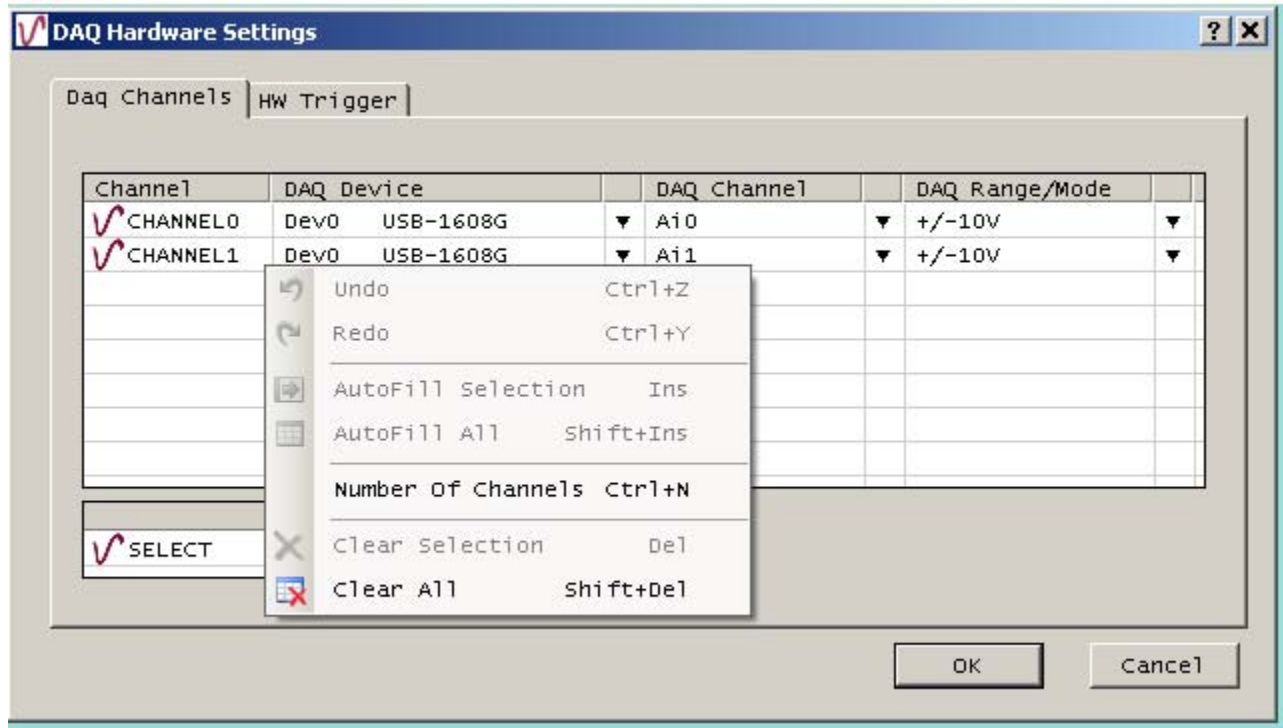 DAQ Hardware Settings
Daq Channels HW Trigger
Channel DAQ Device DAQ Channel DAQ Range/Mode
CHANNEL0 Dev0 USB-1608G Ai0 +/-10V
CHANNEL1 Dev0 USB-1608G Ai1 +/-10V
Undo Ctrl+Z
Redo Ctrl+Y
AutoFill Selection Ins
AutoFill All Shift+Ins
Number Of Channels Ctrl+N
SELECT
Clear Selection Del
Clear All Shift+Del
OK Cancel